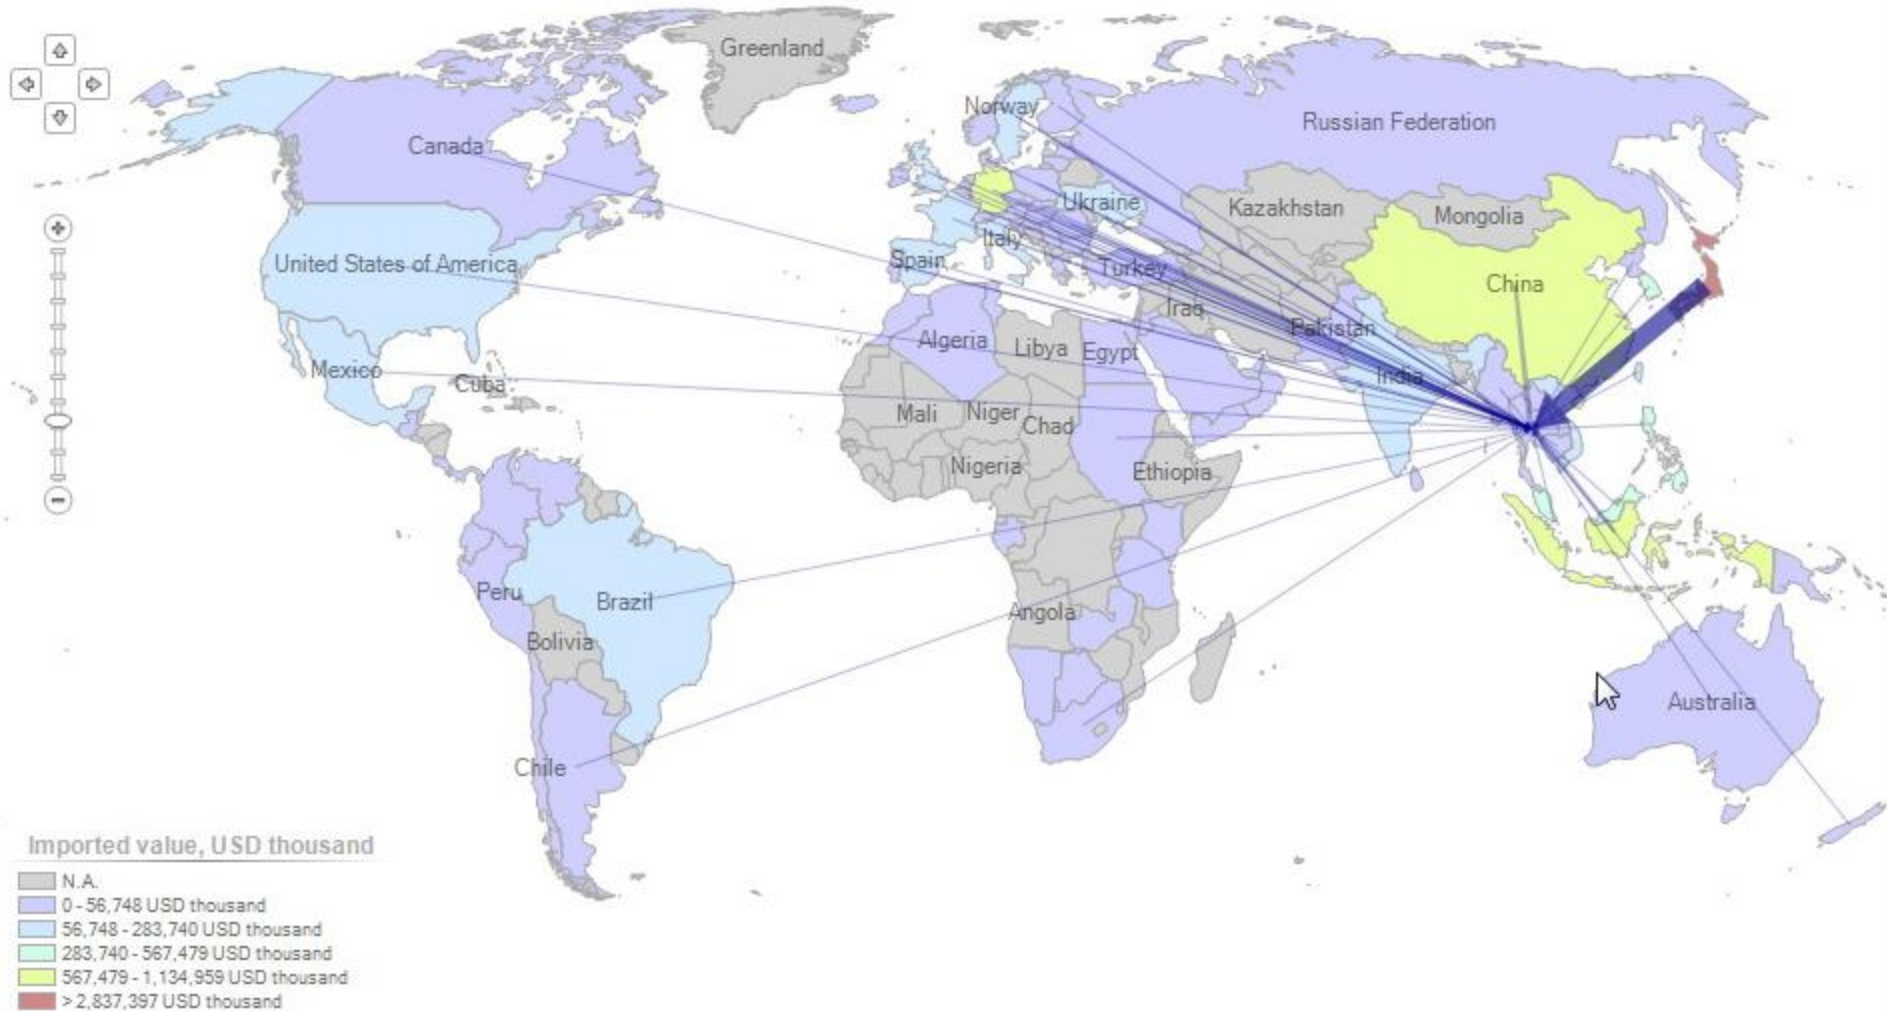 Greenland
Norway
Russian Federation
Canada
Ukraine
Kazakhstan
Mongolia
Italy
Spain
United States of America
Turkey
China
Iraq
Pakistan
Algeria
Libya
Egypt
Mexico
Cuba
India
Mali
Niger
Chad
Nigeria
Ethiopia
Peru
Brazil
Angola
Bolivia
Australia
Chile
Imported value, USD thousand
N.A.
0 - 56,748 USD thousand
56,748 - 283,740 USD thousand
283,740 - 567,479 USD thousand
567,479 - 1,134,959 USD thousand
> 2,837,397 USD thousand